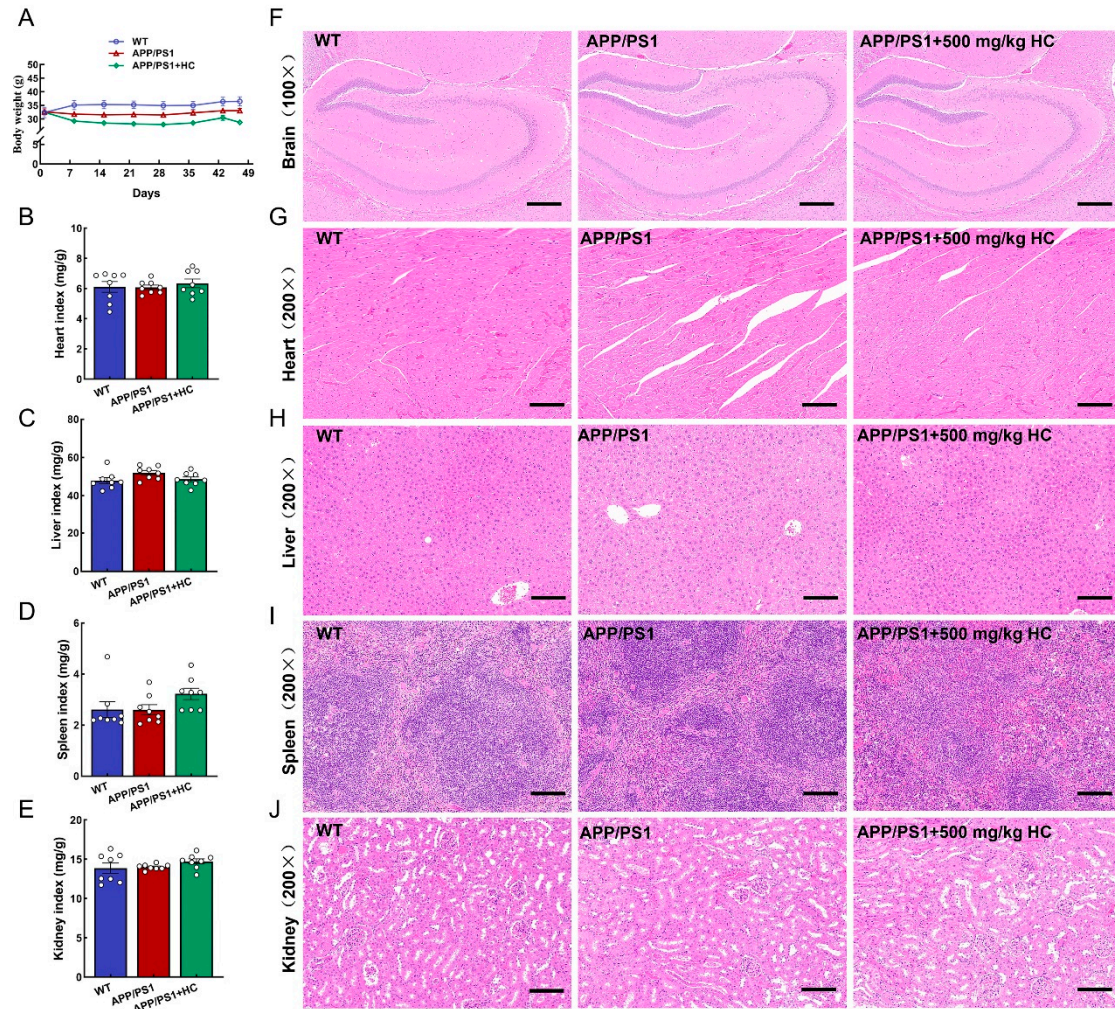 A
WT
APP/PS1
APP/PS1+HC
Body weight (g)
50
45
40
35
30
5
0
0 7 14 21 28 35 42 49
Days
B
Heart index (mg/g)
10
8
6
4
2
0
WT
APP/PS1
APP/PS1+HC
C
Liver index (mg/g)
80
60
40
20
0
WT
APP/PS1
APP/PS1+HC
D
Spleen index (mg/g)
6
4
2
0
WT
APP/PS1
APP/PS1+HC
E
Kidney index (mg/g)
20
15
10
5
0
WT
APP/PS1
APP/PS1+HC
F
Brain（100×）
WT
APP/PS1
APP/PS1+500 mg/kg HC
G
Heart（200×）
WT
APP/PS1
APP/PS1+500 mg/kg HC
H
Liver（200×）
WT
APP/PS1
APP/PS1+500 mg/kg HC
I
Spleen（200×）
WT
APP/PS1
APP/PS1+500 mg/kg HC
J
Kidney（200×）
WT
APP/PS1
APP/PS1+500 mg/kg HC